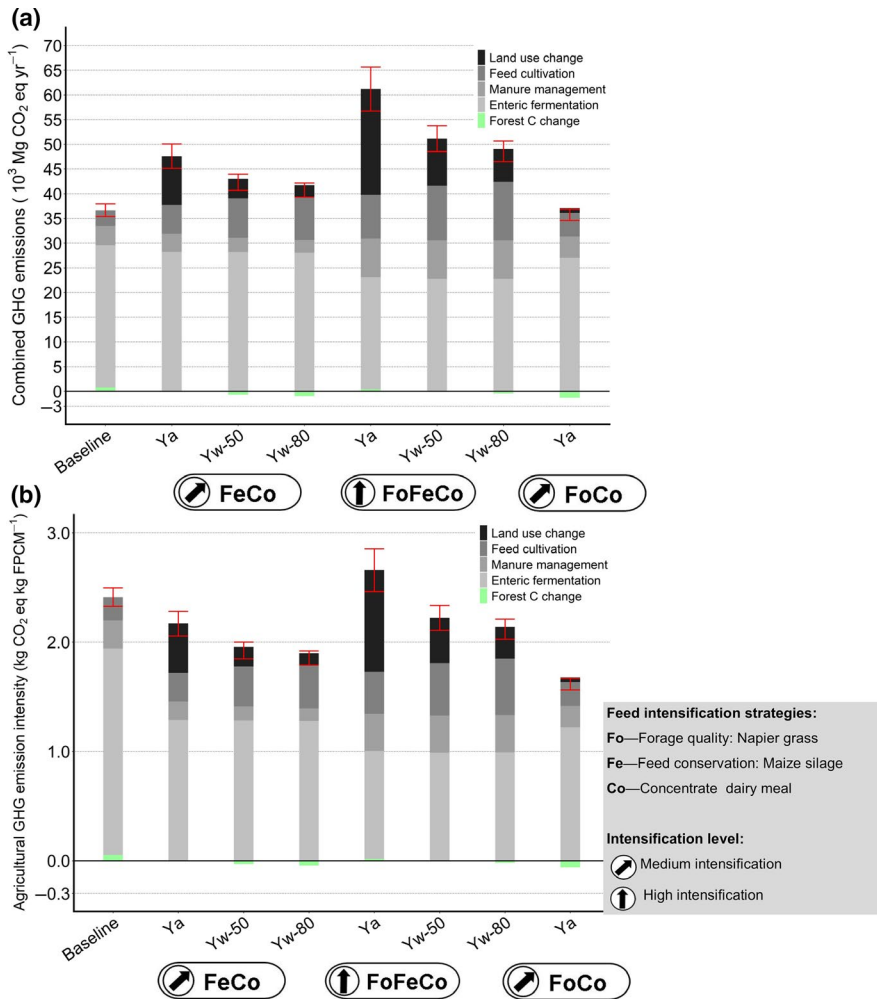 (a)
Combined GHG emissions ( 10³ Mg CO₂ eq yr⁻¹)
70
65
60
55
50
45
40
35
30
25
20
15
10
5
0
−3
Land use change
Feed cultivation
Manure management
Enteric fermentation
Forest C change
Baseline
Ya
Yw-50
Yw-80
Ya
Yw-50
Yw-80
Ya
FeCo
FoFeCo
FoCo
(b)
Agricultural GHG emission intensity (kg CO₂ eq kg FPCM⁻¹)
3.0
2.0
1.0
0.0
−0.3
Land use change
Feed cultivation
Manure management
Enteric fermentation
Forest C change
Baseline
Ya
Yw-50
Yw-80
Ya
Yw-50
Yw-80
Ya
FeCo
FoFeCo
FoCo
Feed intensification strategies:
Fo—Forage quality: Napier grass
Fe—Feed conservation: Maize silage
Co—Concentrate dairy meal
Intensification level:
Medium intensification
High intensification